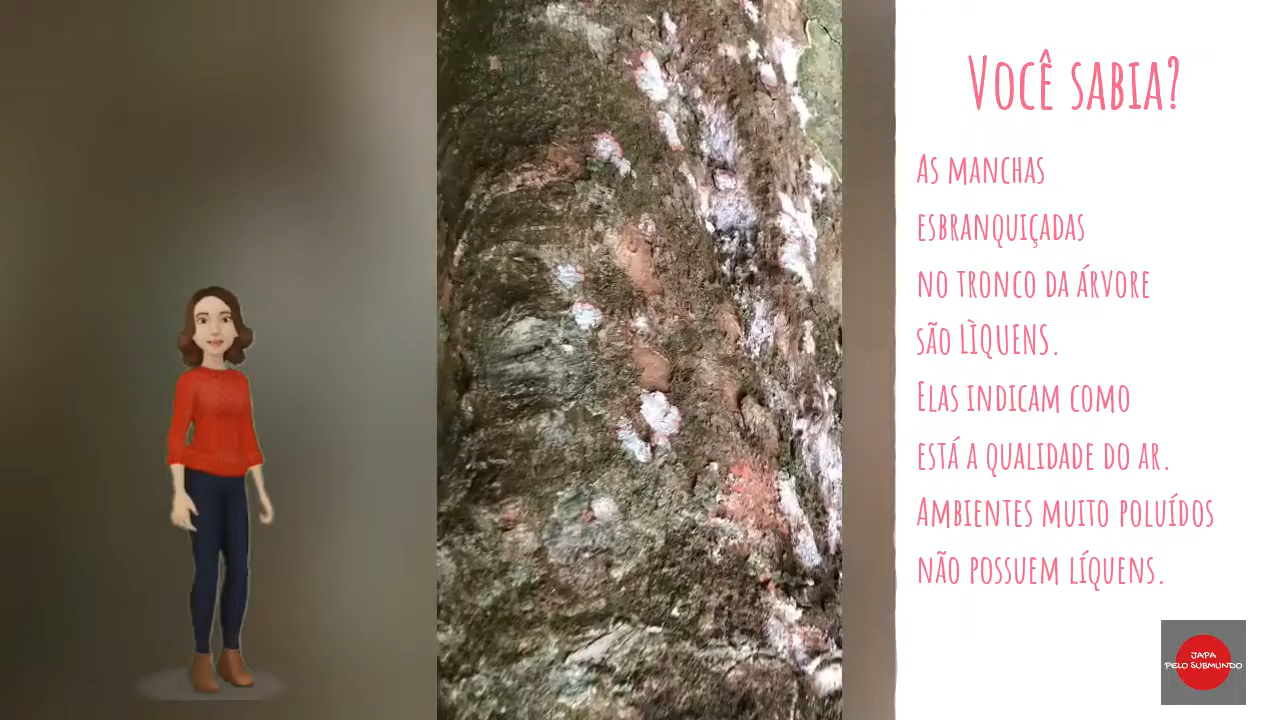 Você sabia?
As manchas
esbranquiçadas
no tronco da árvore
são LÌQUENS.
Elas indicam como
está a qualidade do ar.
Ambientes muito poluídos
não possuem líquens.
JAPA
PELO SUBMUNDO